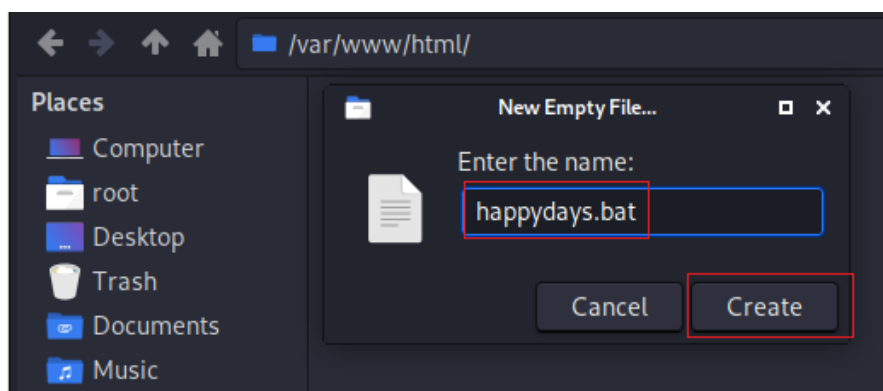 /var/www/html/
Places
Computer
root
Desktop
Trash
Documents
Music
New Empty File...
Enter the name:
happydays.bat
Cancel
Create